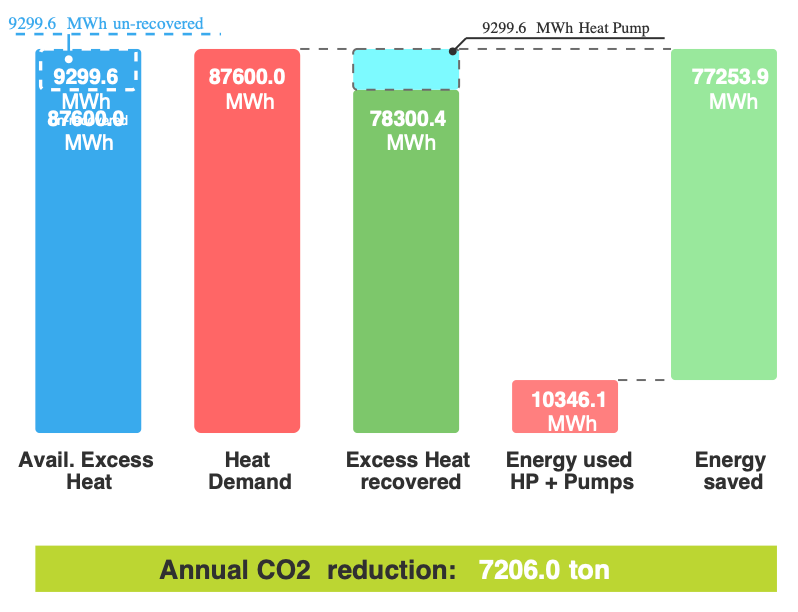 9299.6 MWh un-recovered
9299.6 MWh Heat Pump
9299.6
MWh
un-recovered
87600.0
MWh
87600.0
MWh
78300.4
MWh
10346.1
MWh
77253.9
MWh
Avail. Excess
Heat
Heat
Demand
Excess Heat
recovered
Energy used
HP + Pumps
Energy
saved
Annual CO2 reduction: 7206.0 ton